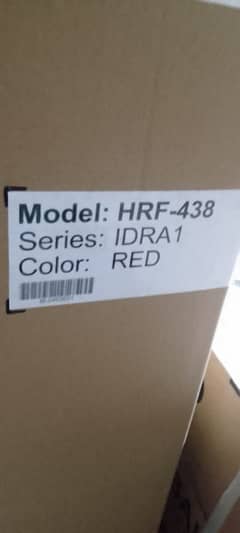 Model: HRF-438
Series: IDRA1
Color: RED